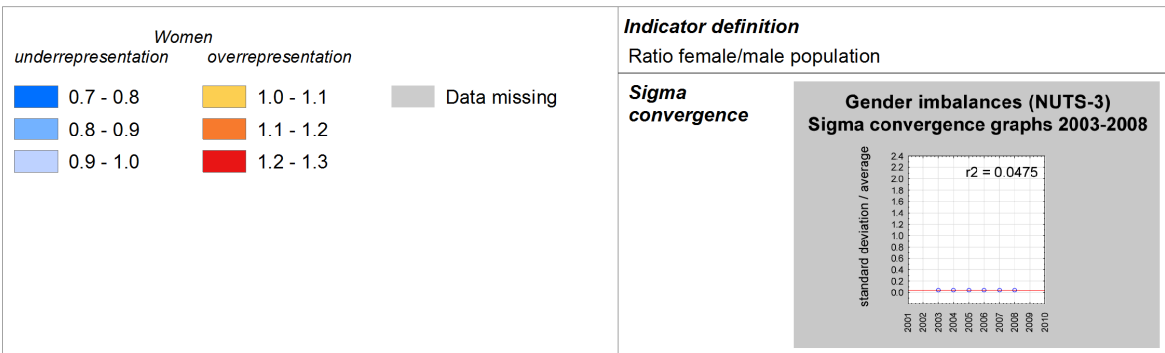 Women
underrepresentation overrepresentation
0.7 - 0.8 1.0 - 1.1 Data missing
0.8 - 0.9 1.1 - 1.2
0.9 - 1.0 1.2 - 1.3
Indicator definition
Ratio female/male population
Sigma
convergence
Gender imbalances (NUTS-3)
Sigma convergence graphs 2003-2008
standard deviation / average
2.4
2.2
2.0
1.8
1.6
1.4
1.2
1.0
0.8
0.6
0.4
0.2
0.0
r2 = 0.0475
2001 2002 2003 2004 2005 2006 2007 2008 2009 2010